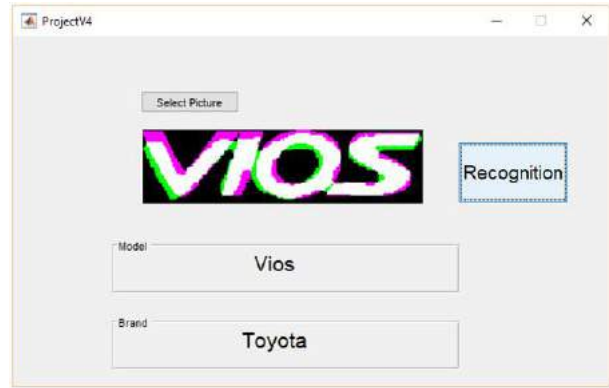 ProjectV4
Select Picture
VIOS
Recognition
Model
Vios
Brand
Toyota